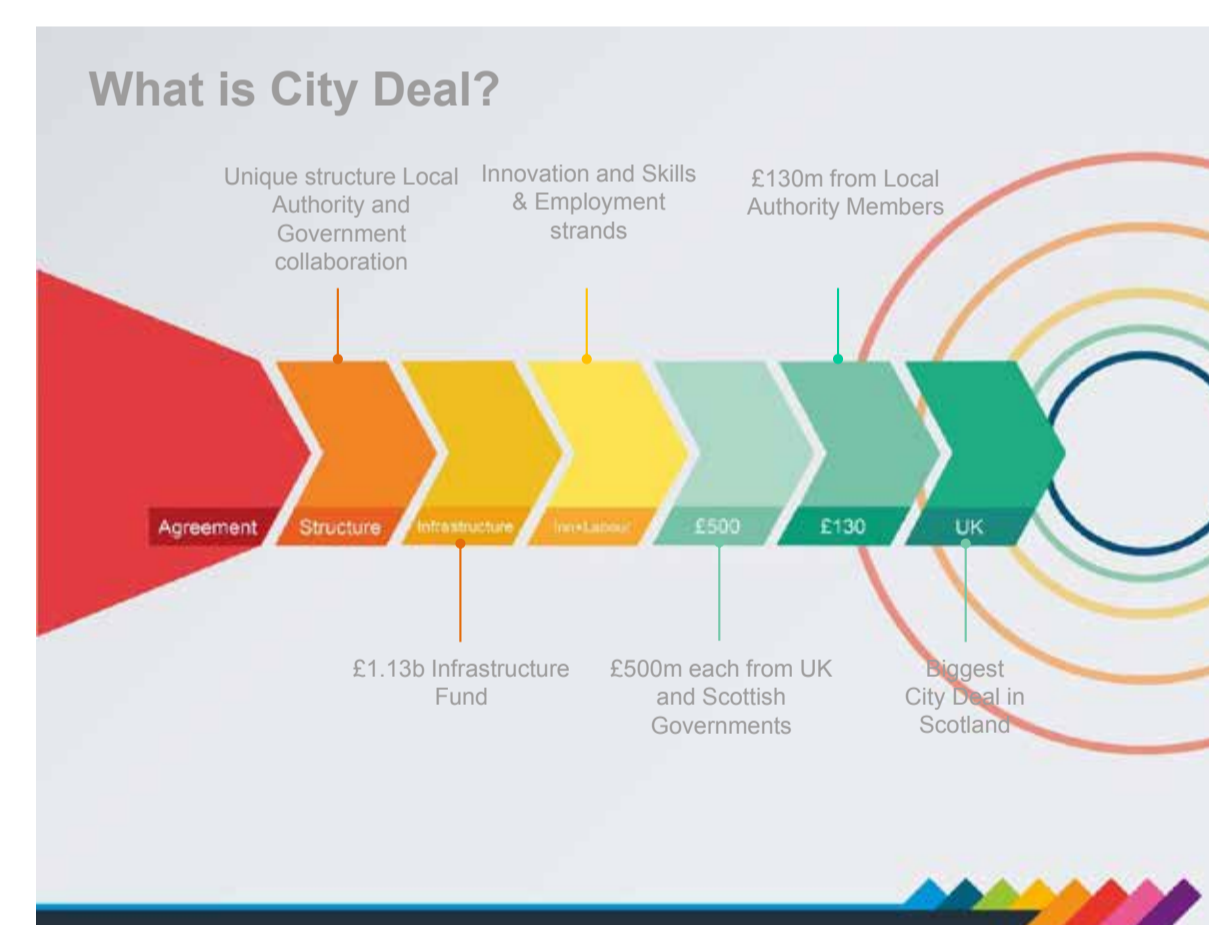 What is City Deal?
Unique structure Local
Authority and
Government
collaboration
Innovation and Skills
& Employment
strands
£130m from Local
Authority Members
Agreement
Structure
Infrastructure
Inn+Labour
£500
£130
UK
£1.13b Infrastructure
Fund
£500m each from UK
and Scottish
Governments
Biggest
City Deal in
Scotland